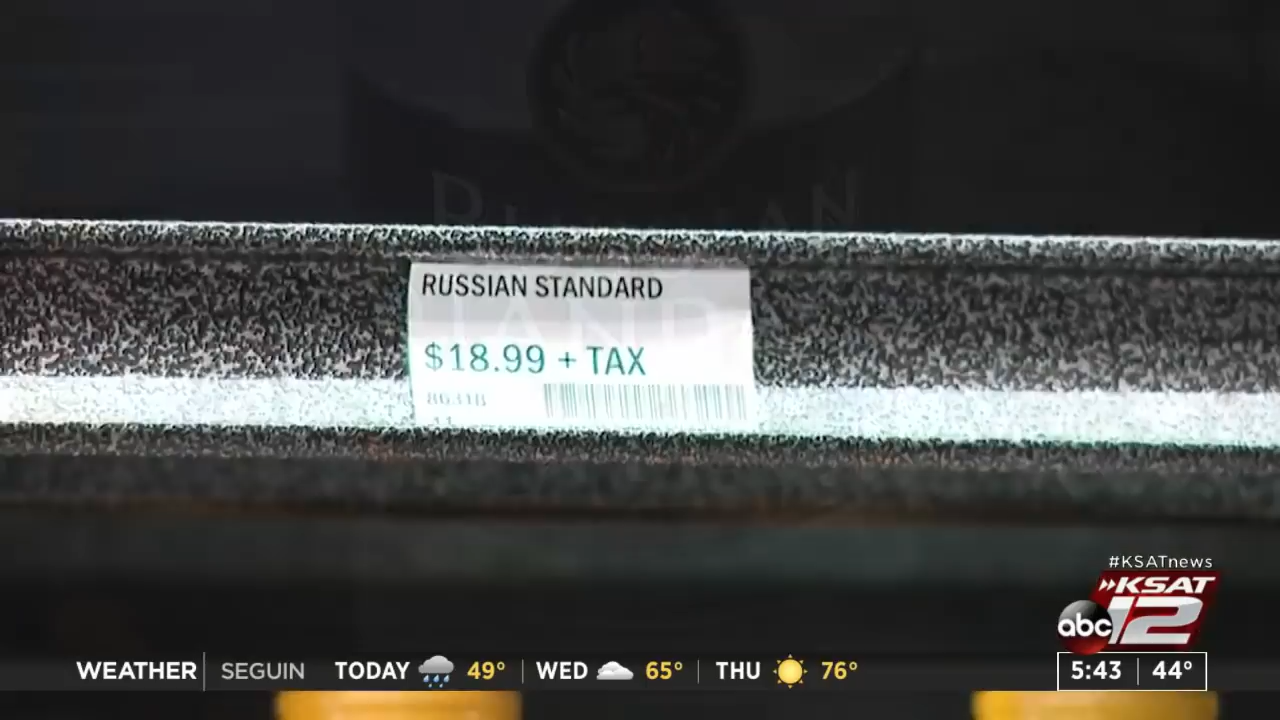 RUSSIAN STANDARD
$18.99 + TAX
#KSATnews
KSAT
abc 12
WEATHER SEGUIN TODAY 49° WED 65° THU 76°
5:43 44°